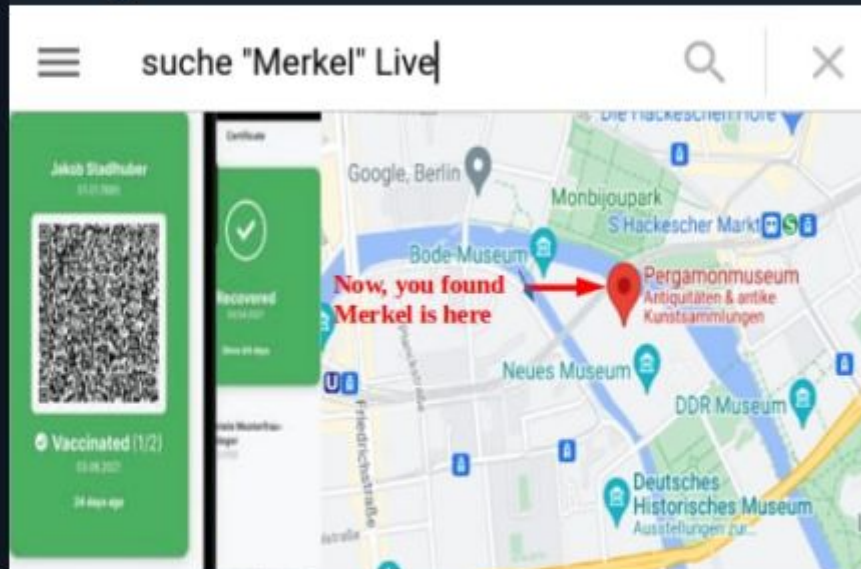 suche "Merkel" Live
Jakob Stadlhuber
Vaccinated (1/2)
24 days ago
Certificate
Recovered
Die Hackeschen Höfe
Google, Berlin
Monbijoupark
S Hackescher Markt
S
Bode Museum
Now, you found
Merkel is here
Pergamonmuseum
Antiquitäten & antike
Kunstsammlungen
Neues Museum
U
DDR Museum
Friedrichstraße
Deutsches
Historisches Museum
Ausstellungen zur...